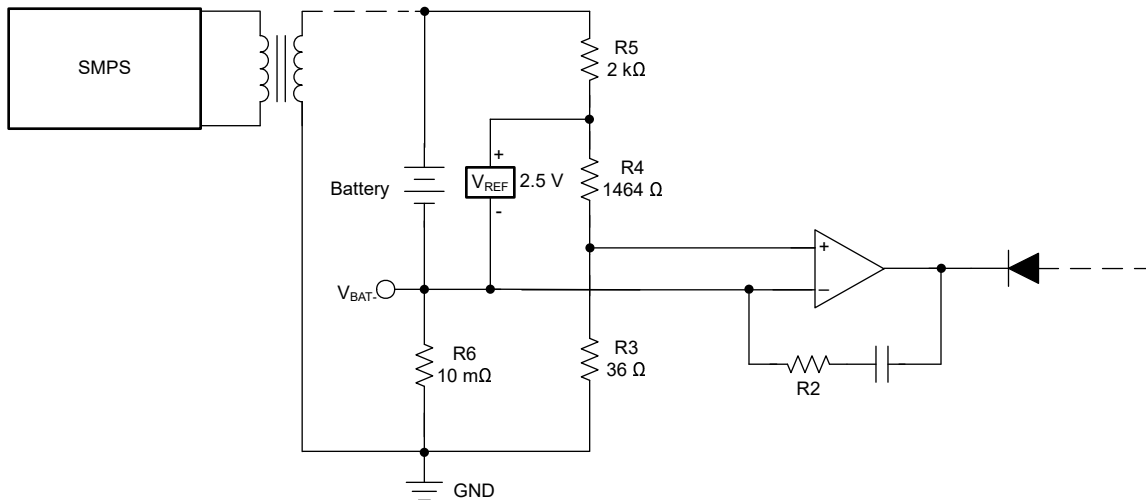 SMPS
R5
2 kΩ
+
VREF
2.5 V
-
R4
1464 Ω
Battery
+
VBAT-
–
R6
10 mΩ
R3
36 Ω
R2
GND